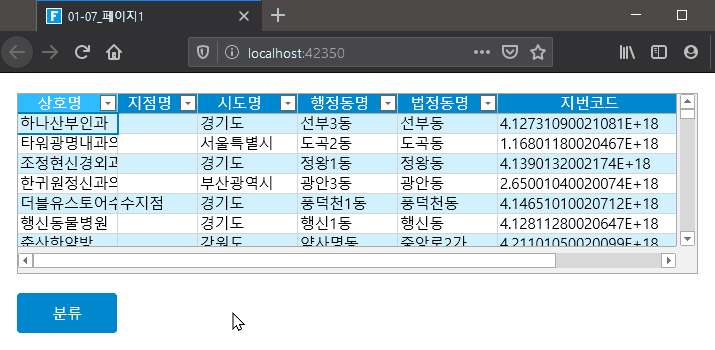 F 01-07_페이지1
localhost:42350
상호명 지점명 시도명 행정동명 법정동명 지번코드
하나산부인과 경기도 선부3동 선부동 4.12731090021081E+18
타워광명내과의 서울특별시 도곡2동 도곡동 1.16801180020467E+18
조정현신경외과 경기도 정왕1동 정왕동 4.1390132002174E+18
한귀원정신과의 부산광역시 광안3동 광안동 2.65001040020074E+18
더블유스토어수 수지점 경기도 풍덕천1동 풍덕천동 4.14651010020712E+18
행신동물병원 경기도 행신1동 행신동 4.12811280020647E+18
춘산한약방 강원도 약사명동 중앙로2가 4.21101050020099E+18
분류